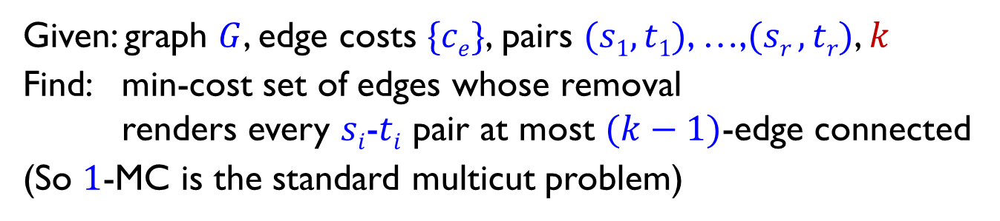 Given: graph G, edge costs {c_e}, pairs (s_1, t_1), …,(s_r, t_r), k
Find: min-cost set of edges whose removal
renders every s_i-t_i pair at most (k − 1)-edge connected
(So 1-MC is the standard multicut problem)